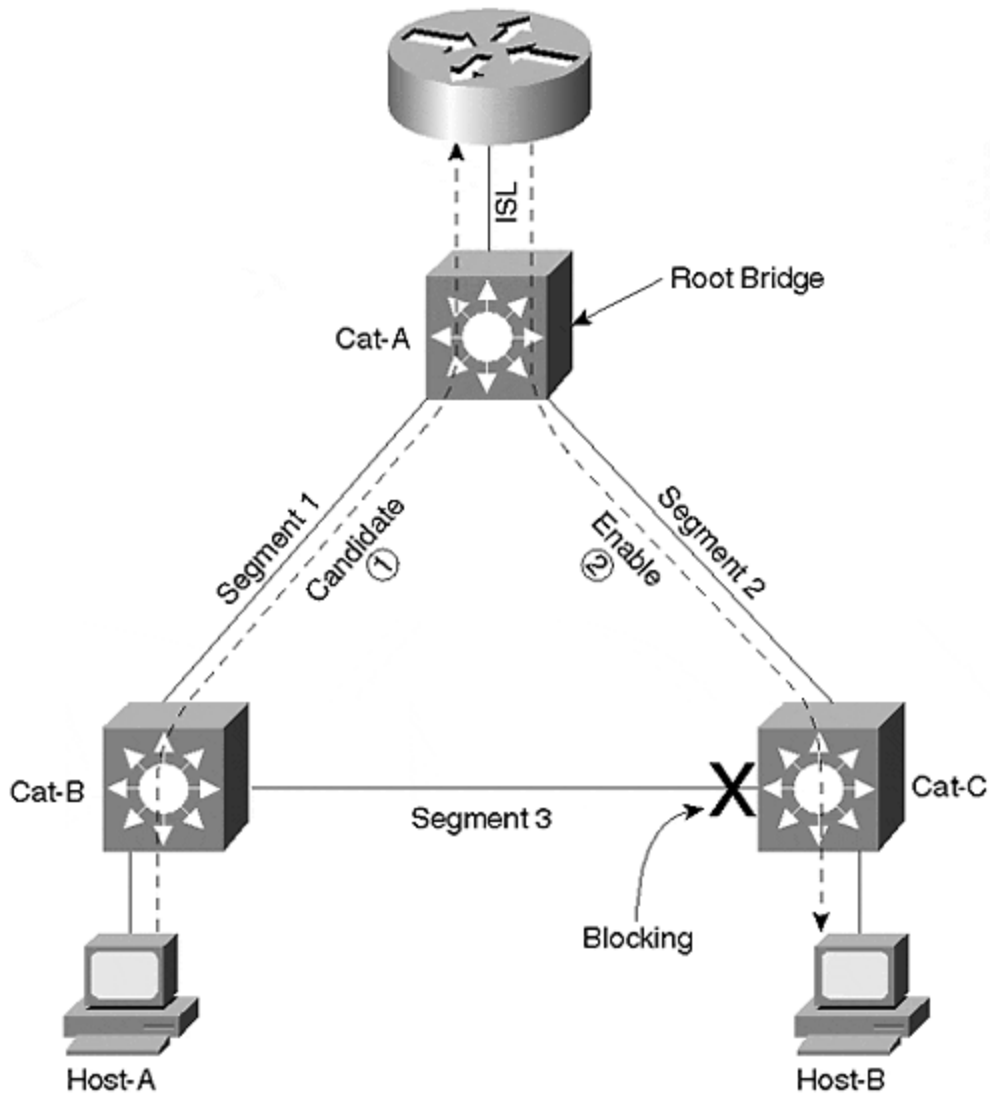 ISL
Root Bridge
Cat-A
Segment 1
Candidate
1
Enable
2
Segment 2
Cat-B
Cat-C
Segment 3
Blocking
Host-A
Host-B